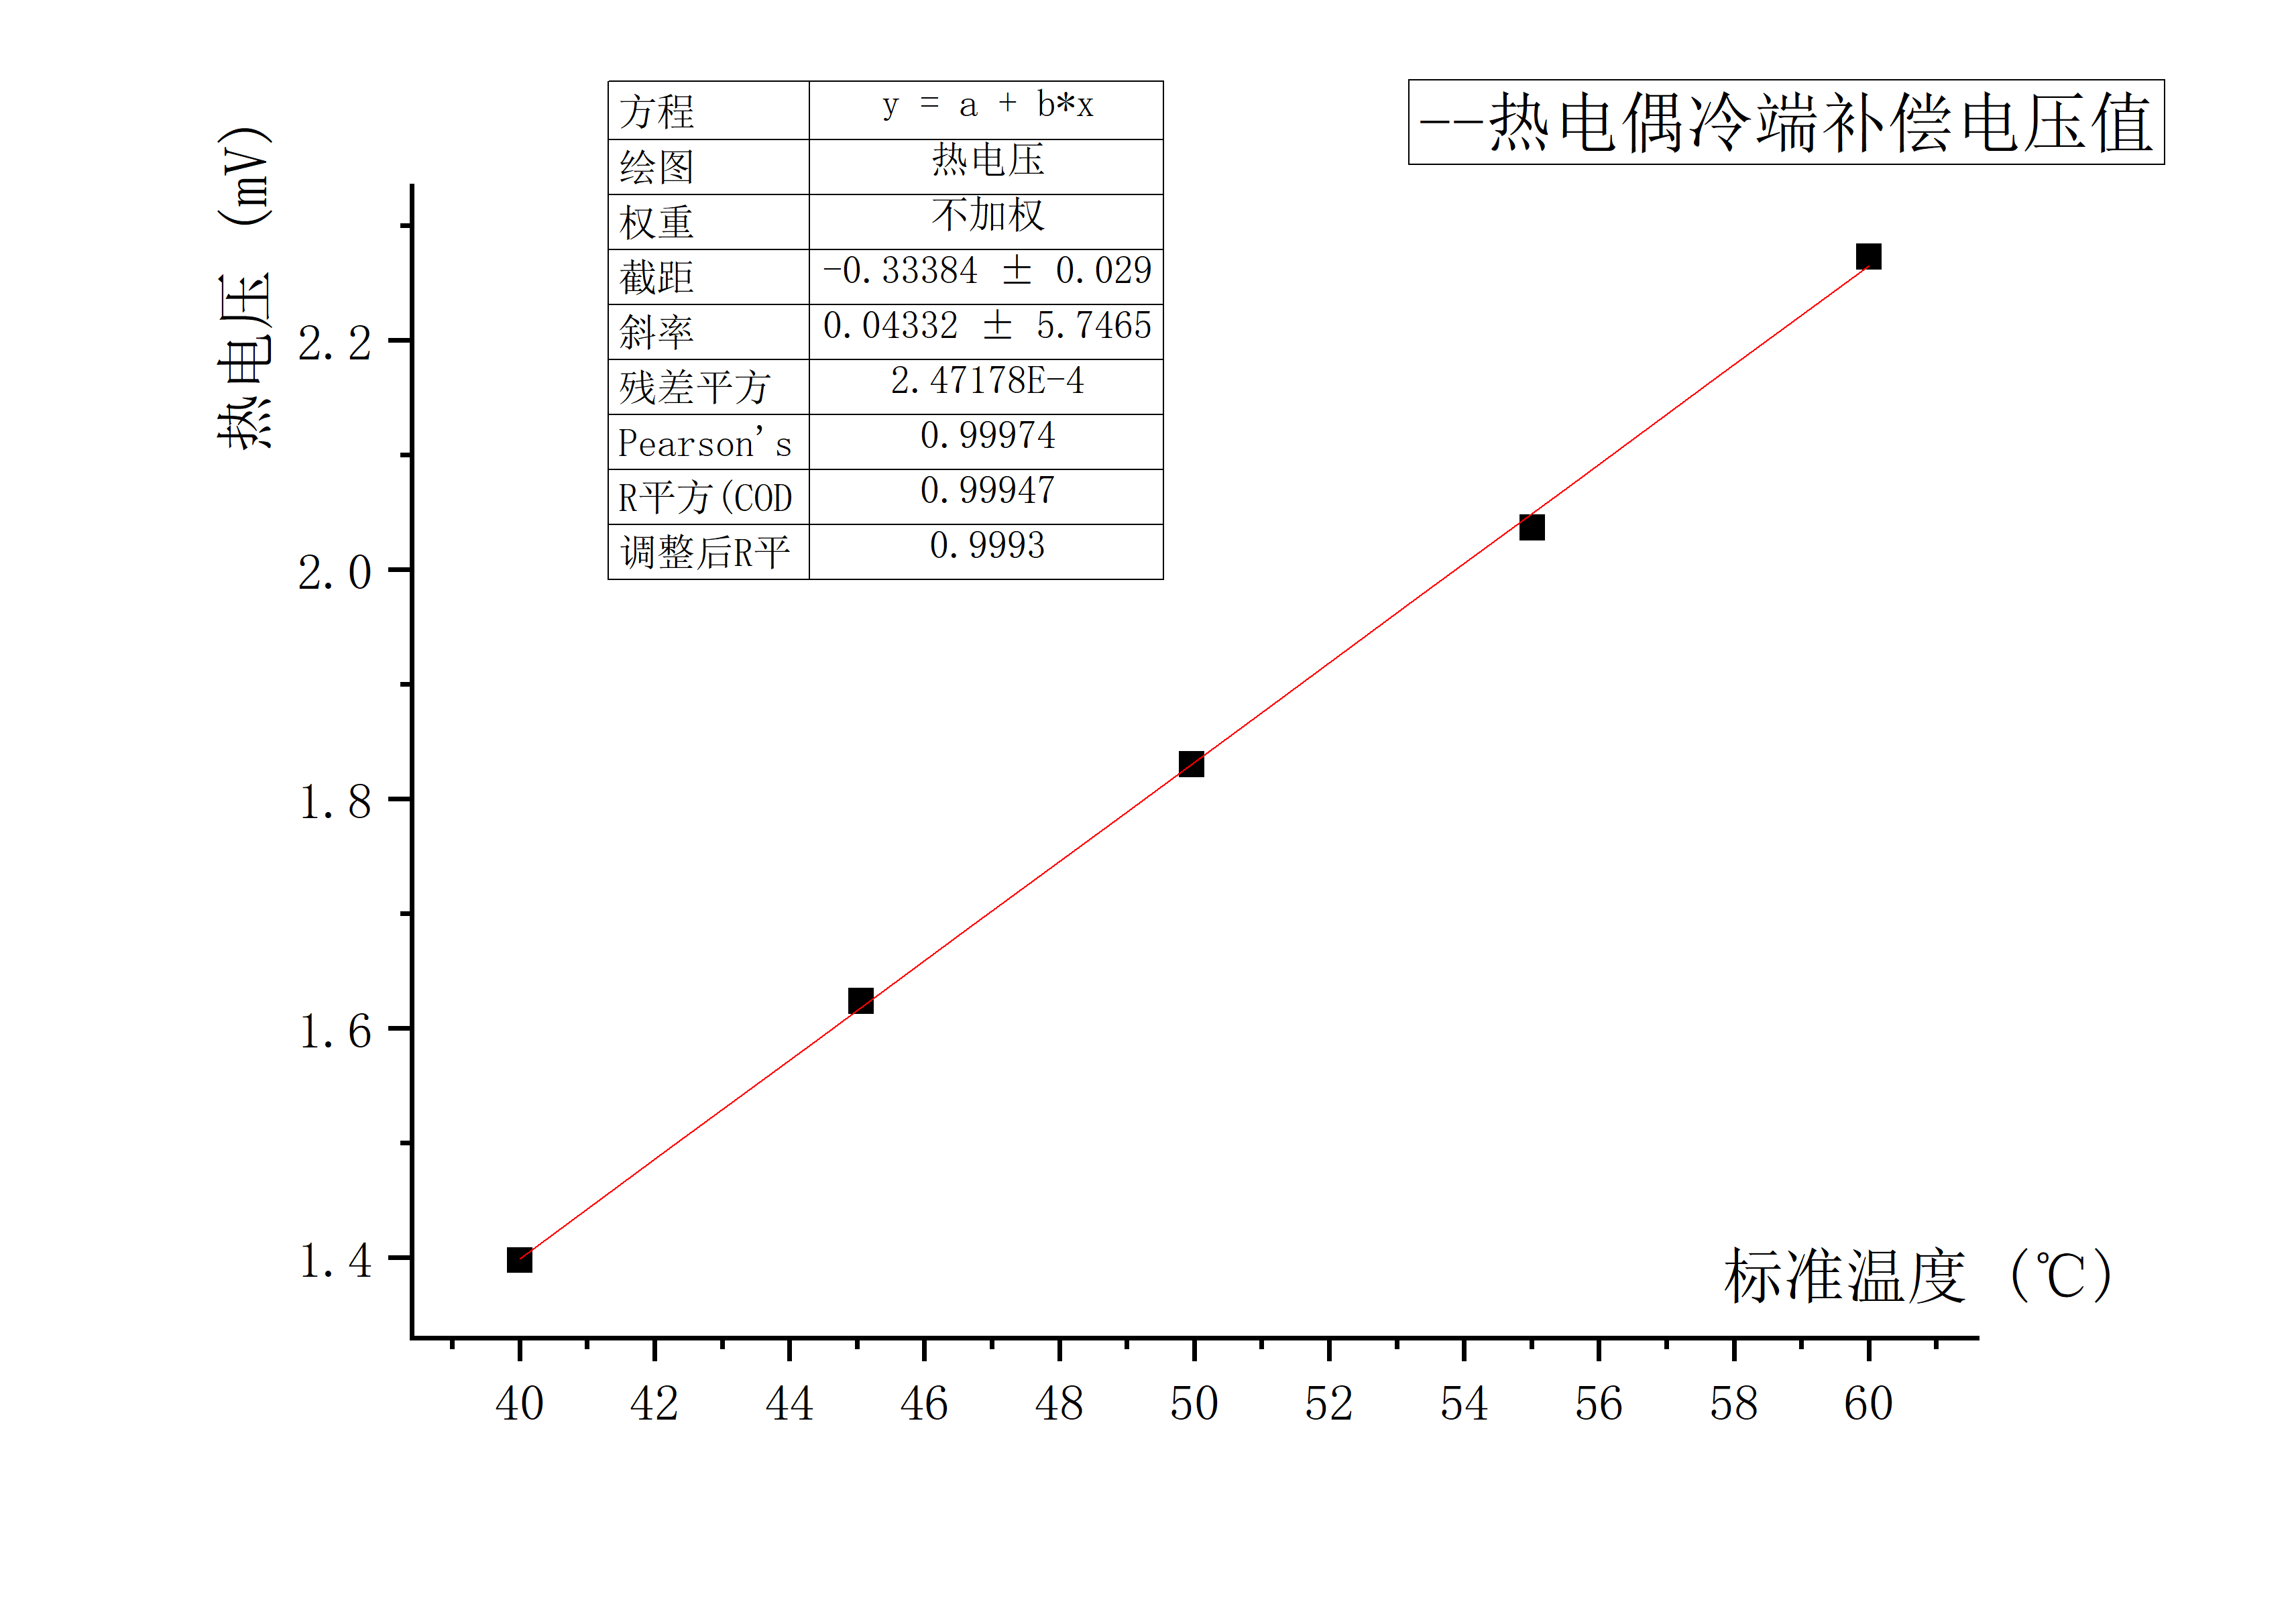 --热电偶冷端补偿电压值
方程 y = a + b*x
绘图 热电压
权重 不加权
截距 -0.33384 ± 0.029
斜率 0.04332 ± 5.7465
残差平方 2.47178E-4
Pearson's 0.99974
R平方(COD 0.99947
调整后R平 0.9993
热电压 (mV)
2.2
2.0
1.8
1.6
1.4
标准温度 (℃)
40 42 44 46 48 50 52 54 56 58 60